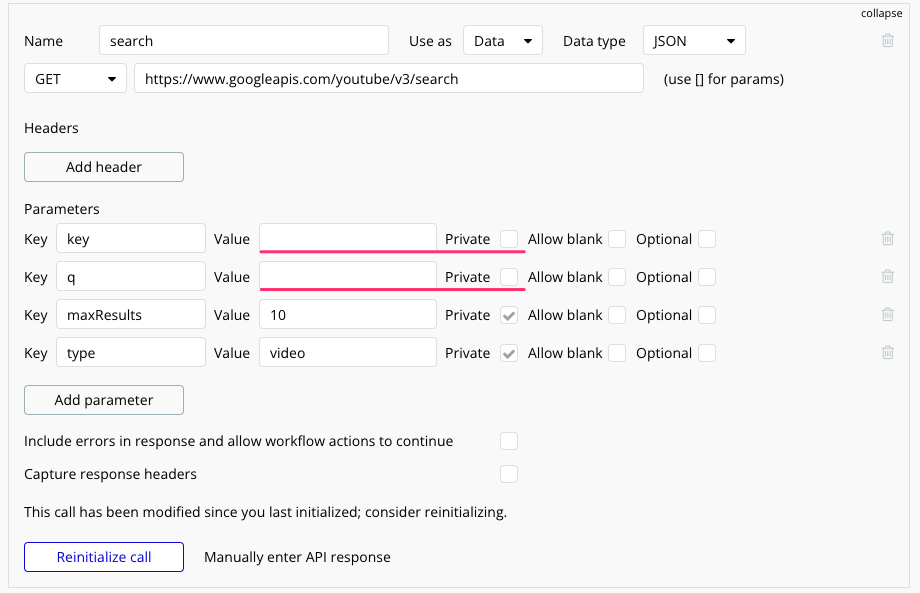 collapse
Name search Use as Data Data type JSON
GET https://www.googleapis.com/youtube/v3/search (use [] for params)
Headers
Add header
Parameters
Key key Value Private Allow blank Optional
Key q Value Private Allow blank Optional
Key maxResults Value 10 Private Allow blank Optional
Key type Value video Private Allow blank Optional
Add parameter
Include errors in response and allow workflow actions to continue
Capture response headers
This call has been modified since you last initialized; consider reinitializing.
Reinitialize call Manually enter API response